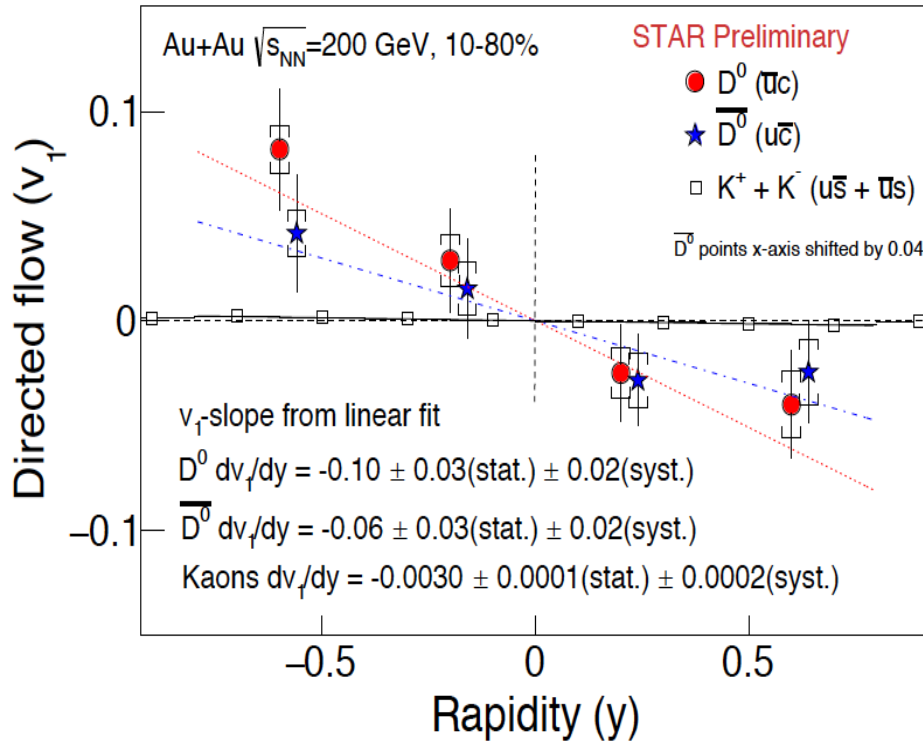 Au+Au √s_NN=200 GeV, 10-80%
STAR Preliminary
D⁰ (u̅c)
D̅⁰ (uc̅)
K⁺ + K⁻ (us̅ + u̅s)
D̅⁰ points x-axis shifted by 0.04
Directed flow (v₁)
0.1
0
−0.1
v₁-slope from linear fit
D⁰ dv₁/dy = -0.10 ± 0.03(stat.) ± 0.02(syst.)
D̅⁰ dv₁/dy = -0.06 ± 0.03(stat.) ± 0.02(syst.)
Kaons dv₁/dy = -0.0030 ± 0.0001(stat.) ± 0.0002(syst.)
−0.5 0 0.5
Rapidity (y)